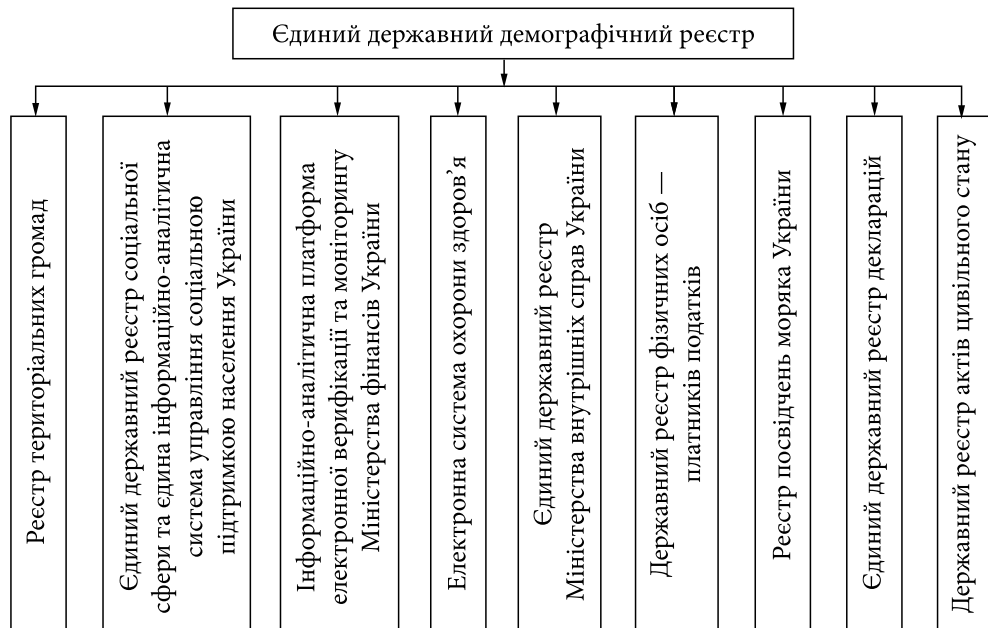 Єдиний державний демографічний реєстр
Реєстр територіальних громад
Єдиний державний реєстр соціальної
сфери та єдина інформаційно-аналітична
система управління соціальною
підтримкою населення України
Інформаційно-аналітична платформа
електронної верифікації та моніторингу
Міністерства фінансів України
Електронна система охорони здоров’я
Єдиний державний реєстр
Міністерства внутрішніх справ України
Державний реєстр фізичних осіб —
платників податків
Реєстр посвідчень моряка України
Єдиний державний реєстр декларацій
Державний реєстр актів цивільного стану